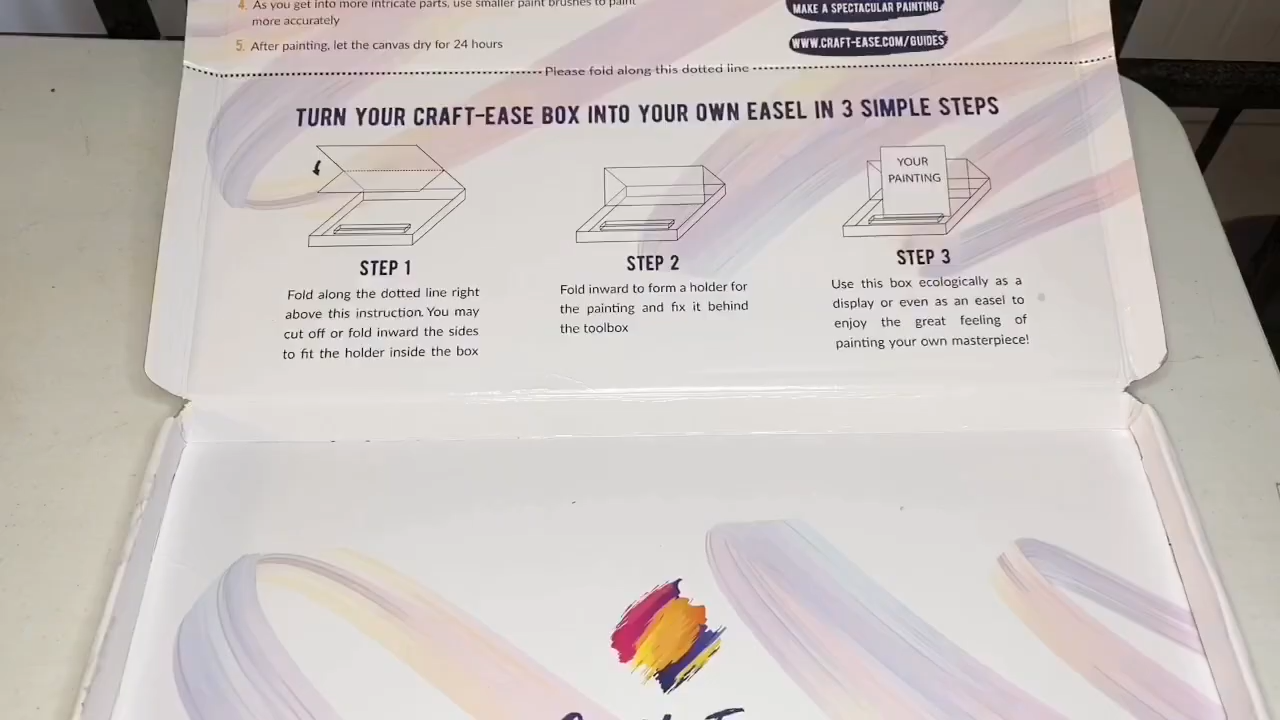 4. As you get into more intricate parts, use smaller paint brushes to paint
more accurately
5. After painting, let the canvas dry for 24 hours
MAKE A SPECTACULAR PAINTING
WWW.CRAFT-EASE.COM/GUIDES
Please fold along this dotted line
TURN YOUR CRAFT-EASE BOX INTO YOUR OWN EASEL IN 3 SIMPLE STEPS
STEP 1
Fold along the dotted line right
above this instruction. You may
cut off or fold inward the sides
to fit the holder inside the box
STEP 2
Fold inward to form a holder for
the painting and fix it behind
the toolbox
YOUR
PAINTING
STEP 3
Use this box ecologically as a
display or even as an easel to
enjoy the great feeling of
painting your own masterpiece!